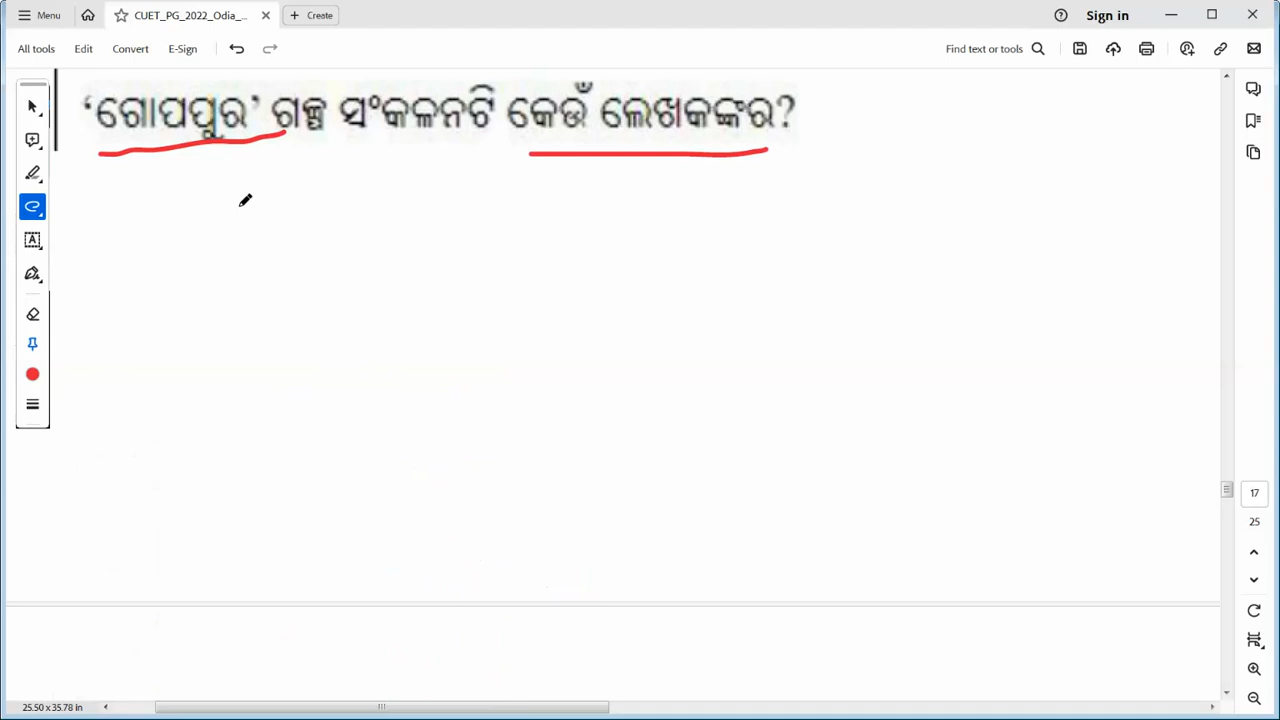 Menu
CUET_PG_2022_Odia_...
Create
Sign in
All tools
Edit
Convert
E-Sign
Find text or tools
‘ଗୋପପୁର’ ଗଳ୍ପ ସଂକଳନଟି କେଉଁ ଲେଖକଙ୍କର?
17
25
25.50 x 35.78 in